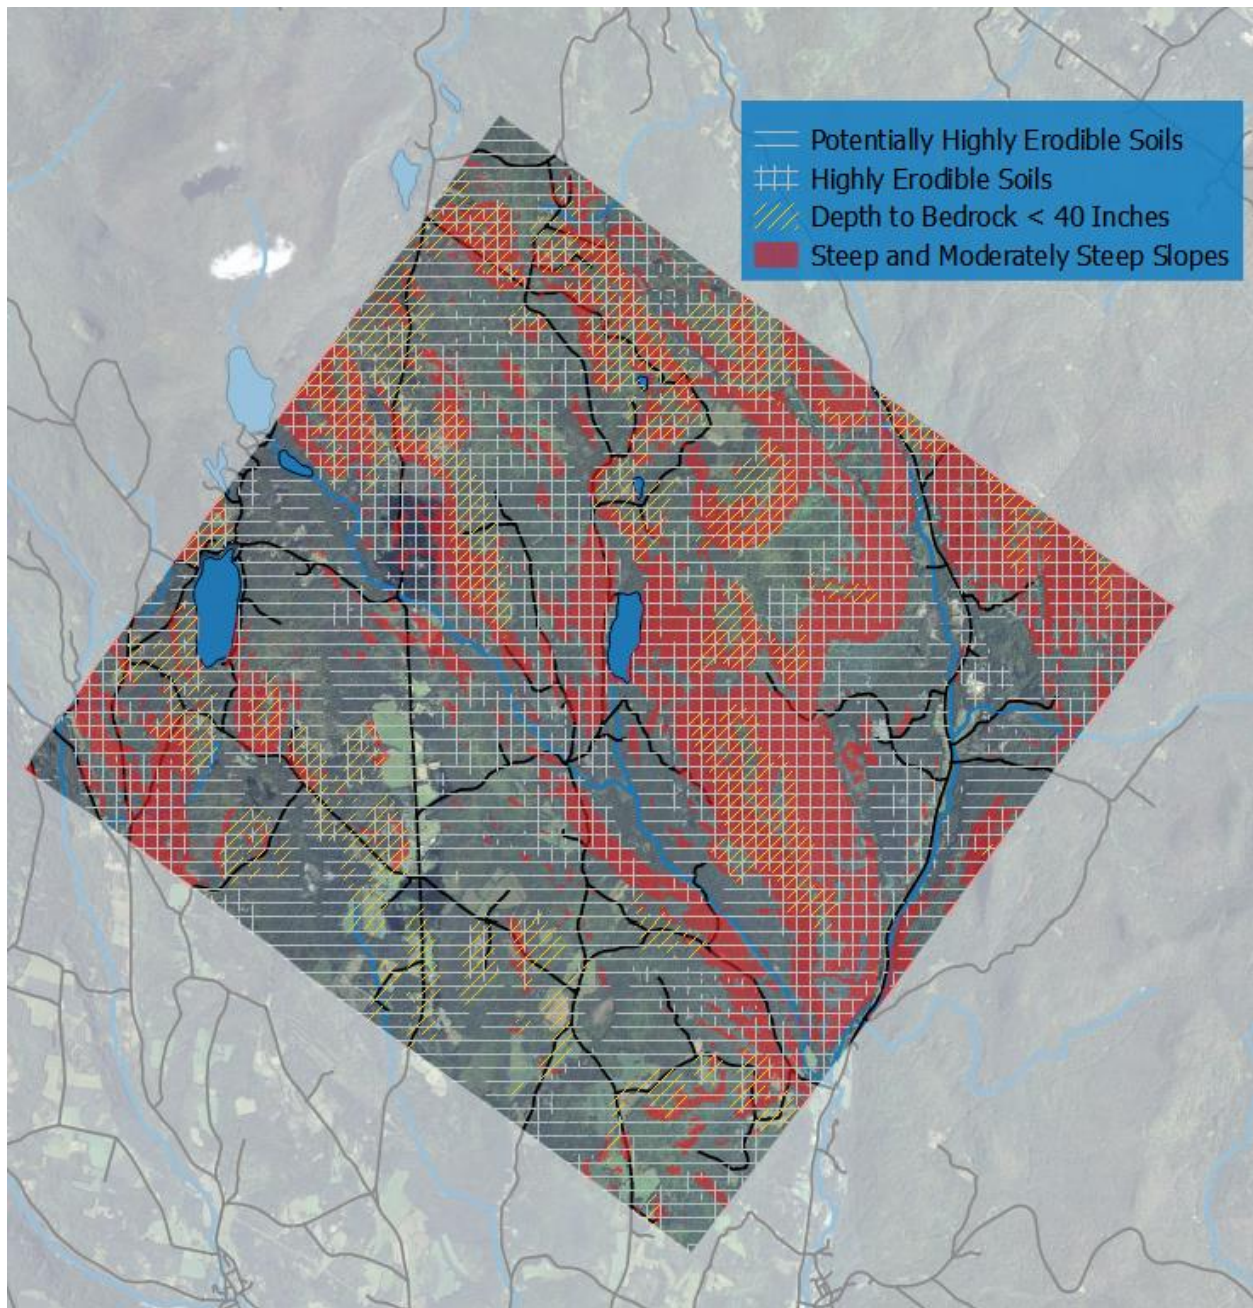 Potentially Highly Erodible Soils
Highly Erodible Soils
Depth to Bedrock < 40 Inches
Steep and Moderately Steep Slopes